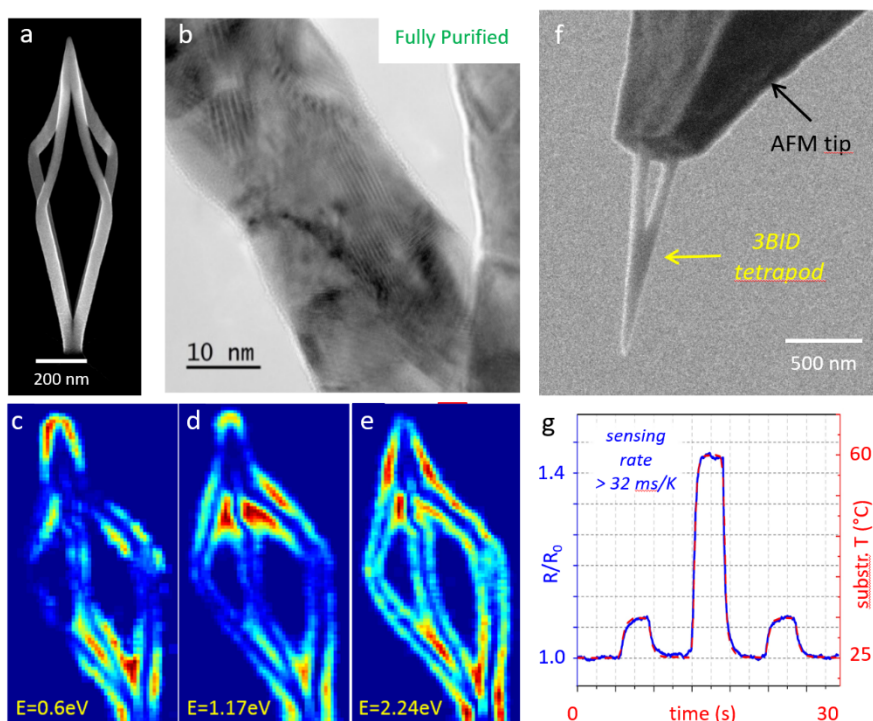 a
200 nm
b
Fully Purified
10 nm
f
AFM tip
3BID
tetrapod
500 nm
c
E=0.6eV
d
E=1.17eV
e
E=2.24eV
g
sensing
rate
> 32 ms/K
1.4
1.0
R/R₀
60
25
substr. T (°C)
0
time (s)
30